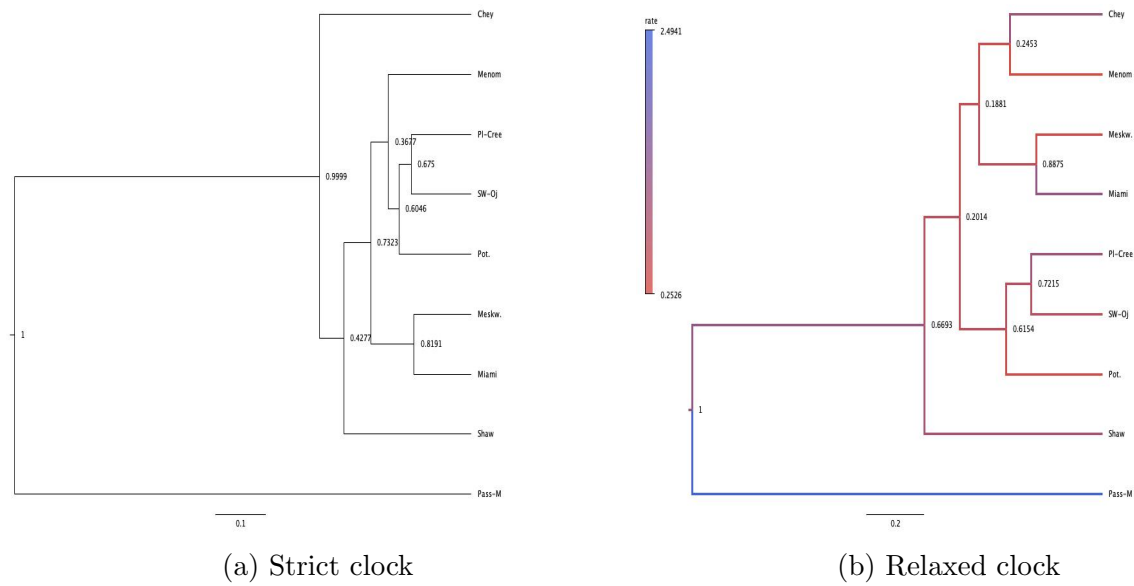 Chey
Menom
0.3677
Pl-Cree
0.675
0.9999
SW-Oj
0.6046
0.7323
Pot.
Meskw.
1
0.4277
0.8191
Miami
Shaw
Pass-M
0.1
(a) Strict clock
rate
2.4941
0.2526
Chey
0.2453
Menom
0.1881
Meskw.
0.8875
Miami
0.2014
Pl-Cree
0.7215
SW-Oj
0.6693
0.6154
Pot.
1
Shaw
Pass-M
0.2
(b) Relaxed clock